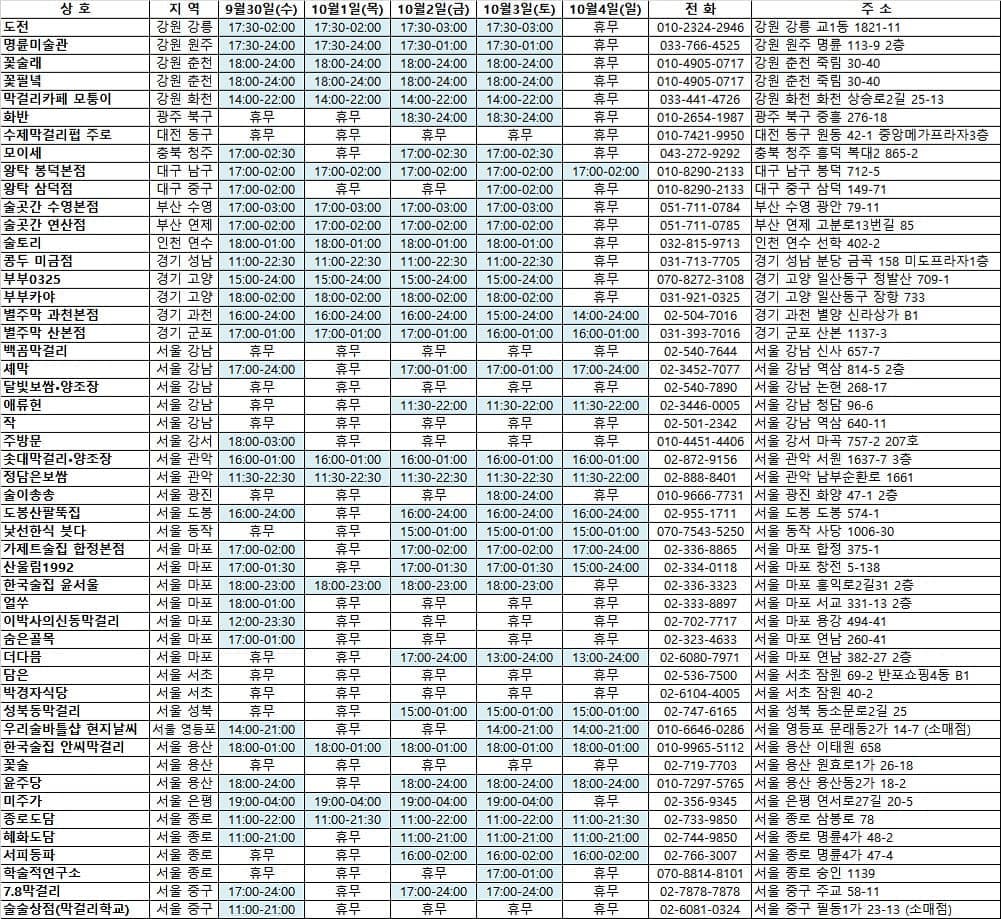 상 호 지 역 9월30일(수) 10월1일(목) 10월2일(금) 10월3일(토) 10월4일(일) 전 화 주 소
도전 강원 강릉 17:30-02:00 17:30-02:00 17:30-03:00 17:30-03:00 휴무 010-2324-2946 강원 강릉 교1동 1821-11
명륜미술관 강원 원주 17:30-24:00 17:30-24:00 17:30-01:00 17:30-01:00 휴무 033-766-4525 강원 원주 명륜 113-9 2층
꽃술래 강원 춘천 18:00-24:00 18:00-24:00 18:00-24:00 18:00-24:00 휴무 010-4905-0717 강원 춘천 죽림 30-40
꽃필녘 강원 춘천 18:00-24:00 18:00-24:00 18:00-24:00 18:00-24:00 휴무 010-4905-0717 강원 춘천 죽림 30-40
막걸리카페 모퉁이 강원 화천 14:00-22:00 14:00-22:00 14:00-22:00 14:00-22:00 휴무 033-441-4726 강원 화천 화천 상승로2길 25-13
화반 광주 북구 휴무 휴무 18:30-24:00 18:30-24:00 휴무 010-2654-1987 광주 북구 중흥 276-18
수제막걸리펍 주로 대전 동구 휴무 휴무 휴무 휴무 휴무 010-7421-9950 대전 동구 원동 42-1 중앙메가프라자3층
모이세 충북 청주 17:00-02:30 휴무 17:00-02:30 17:00-02:30 휴무 043-272-9292 충북 청주 흥덕 복대2 865-2
왕탁 봉덕본점 대구 남구 17:00-02:00 17:00-02:00 17:00-02:00 17:00-02:00 17:00-02:00 010-8290-2133 대구 남구 봉덕 712-5
왕탁 삼덕점 대구 중구 17:00-02:00 휴무 휴무 17:00-02:00 휴무 010-8290-2133 대구 중구 삼덕 149-71
술곳간 수영본점 부산 수영 17:00-03:00 17:00-03:00 17:00-03:00 17:00-03:00 휴무 051-711-0784 부산 수영 광안 79-11
술곳간 연산점 부산 연제 17:00-02:00 17:00-02:00 17:00-02:00 17:00-02:00 휴무 051-711-0785 부산 연제 고분로13번길 85
술토리 인천 연수 18:00-01:00 18:00-01:00 18:00-01:00 18:00-01:00 휴무 032-815-9713 인천 연수 선학 402-2
콩두 미금점 경기 성남 11:00-22:30 11:00-22:30 11:00-22:30 11:00-22:30 휴무 031-713-7705 경기 성남 분당 금곡 158 미도프라자1층
부부0325 경기 고양 15:00-24:00 15:00-24:00 15:00-24:00 15:00-24:00 휴무 070-8272-3108 경기 고양 일산동구 정발산 709-1
부부카야 경기 고양 18:00-02:00 18:00-02:00 18:00-02:00 18:00-02:00 휴무 031-921-0325 경기 고양 일산동구 장항 733
별주막 과천본점 경기 과천 16:00-24:00 16:00-24:00 16:00-24:00 15:00-24:00 14:00-24:00 02-504-7016 경기 과천 별양 신라상가 B1
별주막 산본점 경기 군포 17:00-01:00 17:00-01:00 17:00-01:00 16:00-01:00 16:00-01:00 031-393-7016 경기 군포 산본 1137-3
백곰막걸리 서울 강남 휴무 휴무 휴무 휴무 휴무 02-540-7644 서울 강남 신사 657-7
세막 서울 강남 17:00-24:00 휴무 17:00-01:00 17:00-01:00 17:00-24:00 02-3452-7077 서울 강남 역삼 814-5 2층
달빛보쌈•양조장 서울 강남 휴무 휴무 휴무 휴무 휴무 02-540-7890 서울 강남 논현 268-17
애류헌 서울 강남 휴무 휴무 11:30-22:00 11:30-22:00 11:30-22:00 02-3446-0005 서울 강남 청담 96-6
작 서울 강남 휴무 휴무 휴무 휴무 휴무 02-501-2342 서울 강남 역삼 640-11
주방문 서울 강서 18:00-03:00 휴무 휴무 휴무 휴무 010-4451-4406 서울 강서 마곡 757-2 207호
솟대막걸리•양조장 서울 관악 16:00-01:00 16:00-01:00 16:00-01:00 16:00-01:00 16:00-01:00 02-872-9156 서울 관악 서원 1637-7 3층
정담은보쌈 서울 관악 11:30-22:30 11:30-22:30 11:30-22:30 11:30-22:30 11:30-22:00 02-888-8401 서울 관악 남부순환로 1661
술이송송 서울 광진 휴무 휴무 휴무 18:00-24:00 휴무 010-9666-7731 서울 광진 화양 47-1 2층
도봉산팔뚝집 서울 도봉 16:00-24:00 휴무 16:00-24:00 16:00-24:00 16:00-24:00 02-955-1711 서울 도봉 도봉 574-1
낯선한식 븟다 서울 동작 휴무 휴무 15:00-01:00 15:00-01:00 15:00-01:00 070-7543-5250 서울 동작 사당 1006-30
가제트술집 합정본점 서울 마포 17:00-02:00 휴무 17:00-02:00 17:00-02:00 17:00-24:00 02-336-8865 서울 마포 합정 375-1
산울림1992 서울 마포 17:00-01:30 휴무 17:00-01:30 17:00-01:30 15:00-24:00 02-334-0118 서울 마포 창전 5-138
한국술집 윤서울 서울 마포 18:00-23:00 18:00-23:00 18:00-23:00 18:00-23:00 휴무 02-336-3323 서울 마포 홍익로2길31 2층
얼쑤 서울 마포 18:00-01:00 휴무 휴무 휴무 휴무 02-333-8897 서울 마포 서교 331-13 2층
이박사의신동막걸리 서울 마포 12:00-23:30 휴무 휴무 휴무 휴무 02-702-7717 서울 마포 용강 494-41
숨은골목 서울 마포 17:00-01:00 휴무 휴무 휴무 휴무 02-323-4633 서울 마포 연남 260-41
더다믐 서울 마포 휴무 휴무 17:00-24:00 13:00-24:00 13:00-24:00 02-6080-7971 서울 마포 연남 382-27 2층
담은 서울 서초 휴무 휴무 휴무 휴무 휴무 02-536-7500 서울 서초 잠원 69-2 반포쇼핑4동 B1
박경자식당 서울 서초 휴무 휴무 휴무 휴무 휴무 02-6104-4005 서울 서초 잠원 40-2
성북동막걸리 서울 성북 휴무 휴무 15:00-01:00 15:00-01:00 15:00-01:00 02-747-6165 서울 성북 동소문로2길 25
우리술바틀샵 현지날씨 서울 영등포 14:00-21:00 휴무 휴무 14:00-21:00 14:00-21:00 010-6646-0286 서울 영등포 문래동2가 14-7 (소매점)
한국술집 안씨막걸리 서울 용산 18:00-01:00 18:00-01:00 18:00-01:00 18:00-01:00 18:00-01:00 010-9965-5112 서울 용산 이태원 658
꽃술 서울 용산 휴무 휴무 휴무 휴무 휴무 02-719-7703 서울 용산 원효로1가 26-18
윤주당 서울 용산 18:00-24:00 휴무 18:00-24:00 18:00-24:00 18:00-24:00 010-7297-5765 서울 용산 용산동2가 18-2
미주가 서울 은평 19:00-04:00 19:00-04:00 19:00-04:00 19:00-04:00 휴무 02-356-9345 서울 은평 연서로27길 20-5
종로도담 서울 종로 11:00-22:00 11:00-21:30 11:00-22:00 11:00-22:00 11:00-21:30 02-733-9850 서울 종로 삼봉로 78
혜화도담 서울 종로 11:00-21:00 휴무 11:00-21:00 11:00-21:00 11:00-21:00 02-744-9850 서울 종로 명륜4가 48-2
서피동파 서울 종로 휴무 휴무 16:00-02:00 16:00-02:00 16:00-02:00 02-766-3007 서울 종로 명륜4가 47-4
학술적연구소 서울 종로 휴무 휴무 휴무 17:00-01:00 휴무 070-8814-8101 서울 종로 숭인 1139
7.8막걸리 서울 중구 17:00-24:00 휴무 17:00-24:00 17:00-24:00 휴무 02-7878-7878 서울 중구 주교 58-11
술술상점(막걸리학교) 서울 중구 11:00-21:00 휴무 휴무 휴무 휴무 02-6081-0324 서울 중구 필동1가 23-13 (소매점)